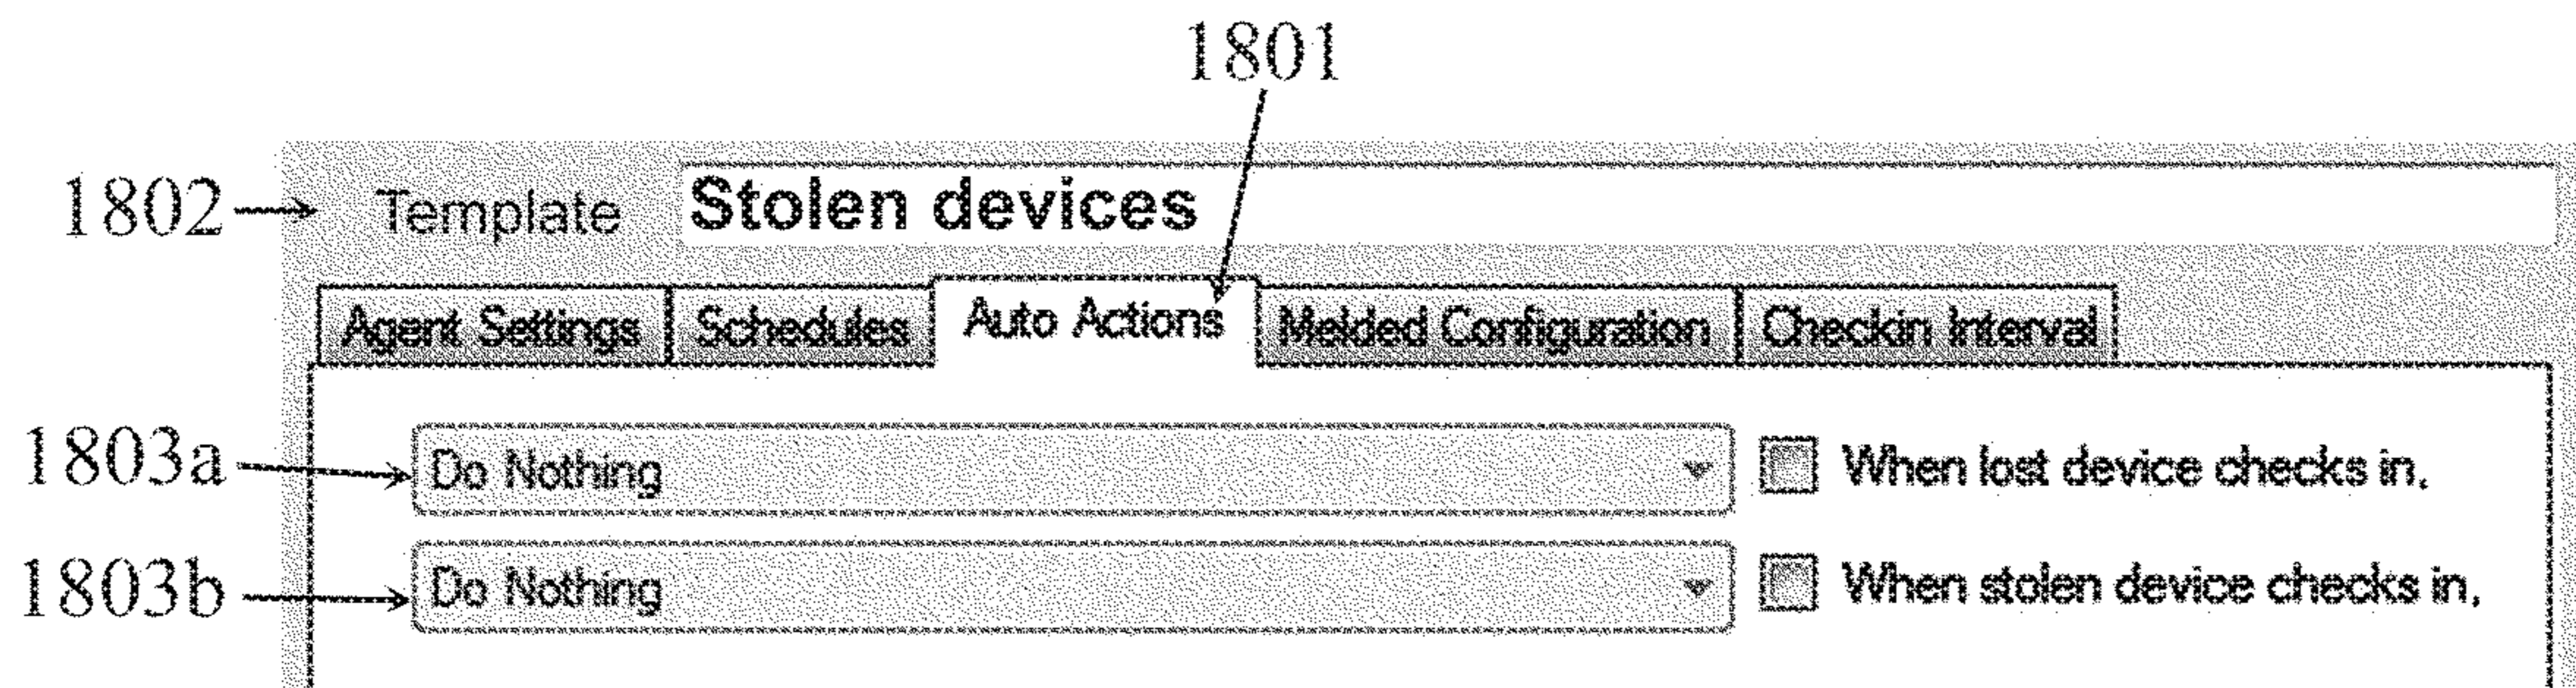 1801
1802 Template Stolen devices
Agent Settings Schedules Auto Actions Melded Configuration Checkin Interval
1803a Do Nothing When lost device checks in.
1803b Do Nothing When stolen device checks in.